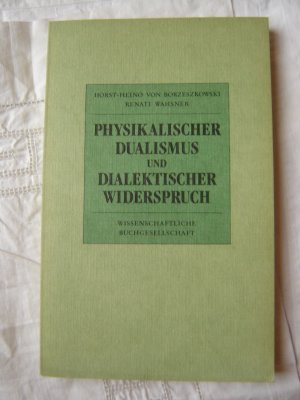 HORST-HEINO VON BORZESZKOWSKI
RENATE WAHSNER
PHYSIKALISCHER
DUALISMUS
UND
DIALEKTISCHER
WIDERSPRUCH
WISSENSCHAFTLICHE
BUCHGESELLSCHAFT